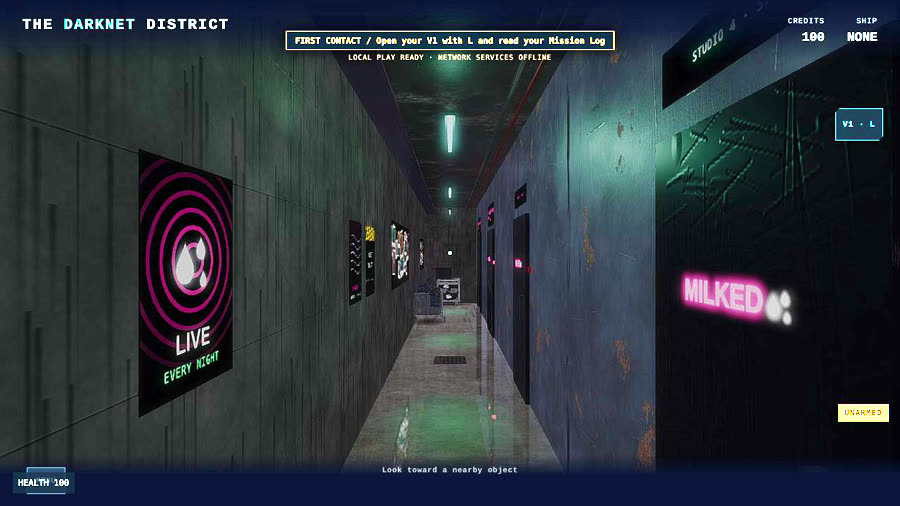 THE DARKNET DISTRICT
FIRST CONTACT / Open your V1 with L and read your Mission Log
LOCAL PLAY READY · NETWORK SERVICES OFFLINE
CREDITS
100
SHIP
NONE
STUDIO 4
V1 · L
LIVE
EVERY NIGHT
MILKED
UNARMED
Look toward a nearby object
HEALTH 100